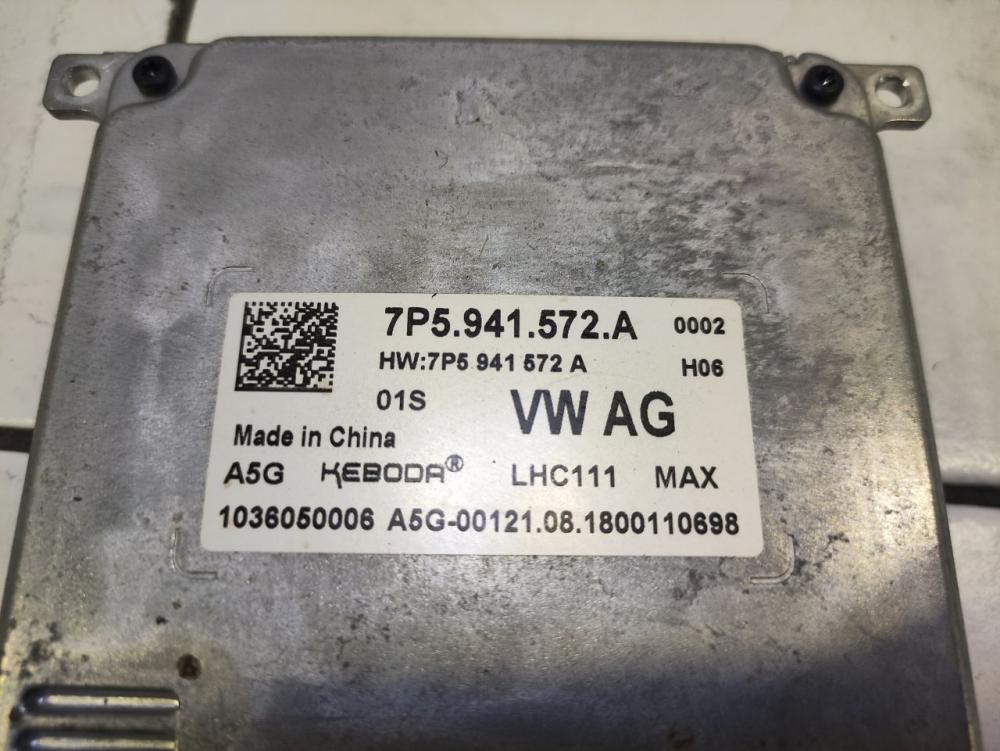 7P5.941.572.A 0002
HW:7P5 941 572 A H06
01S VW AG
Made in China
A5G KEBODA® LHC111 MAX
1036050006 A5G-00121.08.1800110698